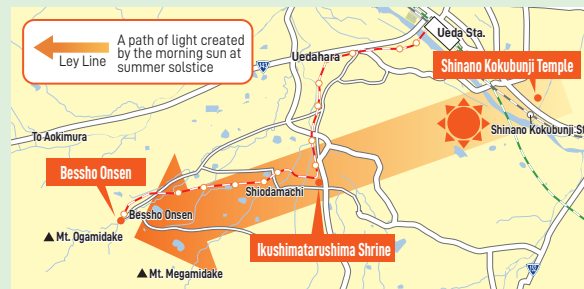 Ley Line
A path of light created
by the morning sun at
summer solstice
Ueda Sta.
Uedahara
Shinano Kokubunji Temple
Shinano Kokubunji St
To Aokimura
Bessho Onsen
Shiodamachi
Bessho Onsen
Ikushimatarushima Shrine
Mt. Ogamidake
Mt. Megamidake